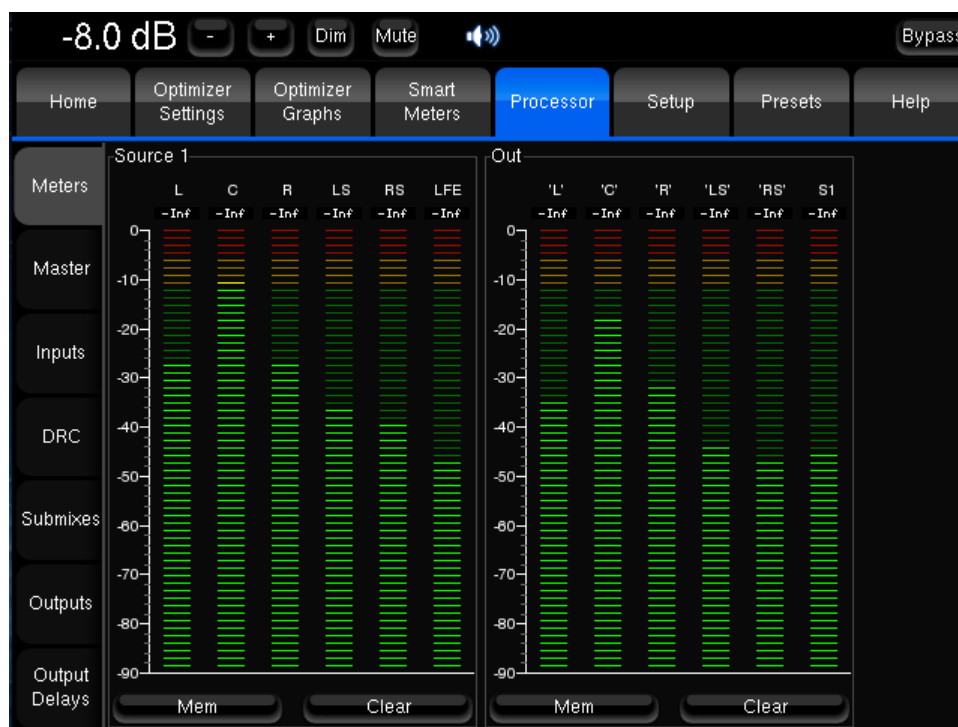 -8.0 dB - + Dim Mute Bypass
Home Optimizer Settings Optimizer Graphs Smart Meters Processor Setup Presets Help
Meters
Master
Inputs
DRC
Submixes
Outputs
Output
Delays
Source 1
L C R LS RS LFE
-Inf -Inf -Inf -Inf -Inf -Inf
0
-10
-20
-30
-40
-50
-60
-70
-80
-90
Mem Clear
Out
'L' 'C' 'R' 'LS' 'RS' S1
-Inf -Inf -Inf -Inf -Inf -Inf
0
-10
-20
-30
-40
-50
-60
-70
-80
-90
Mem Clear